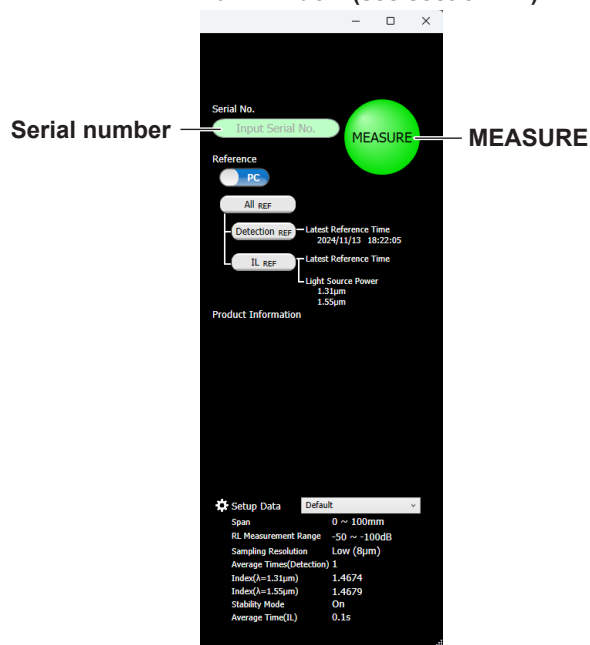 Serial No.
Serial number
Input Serial No.
MEASURE
MEASURE
Reference
PC
All REF
Detection REF
Latest Reference Time
2024/11/13 18:22:05
IL REF
Latest Reference Time
Light Source Power
1.31µm
1.55µm
Product Information
Setup Data Default
Span 0 ~ 100mm
RL Measurement Range -50 ~ -100dB
Sampling Resolution Low (8µm)
Average Times(Detection) 1
Index(λ=1.31µm) 1.4674
Index(λ=1.55µm) 1.4679
Stability Mode On
Average Time(IL) 0.1s